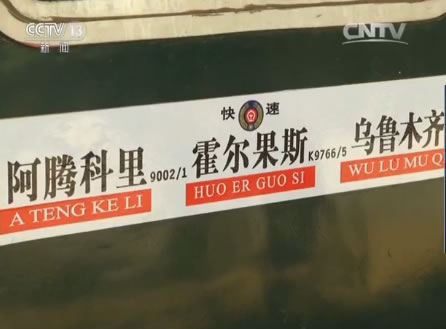 CCTV 13
新闻
CNTV
快速
阿腾科里 9002/1 霍尔果斯 K9766/5 乌鲁木齐
A TENG KE LI HUO ER GUO SI WU LU MU Q